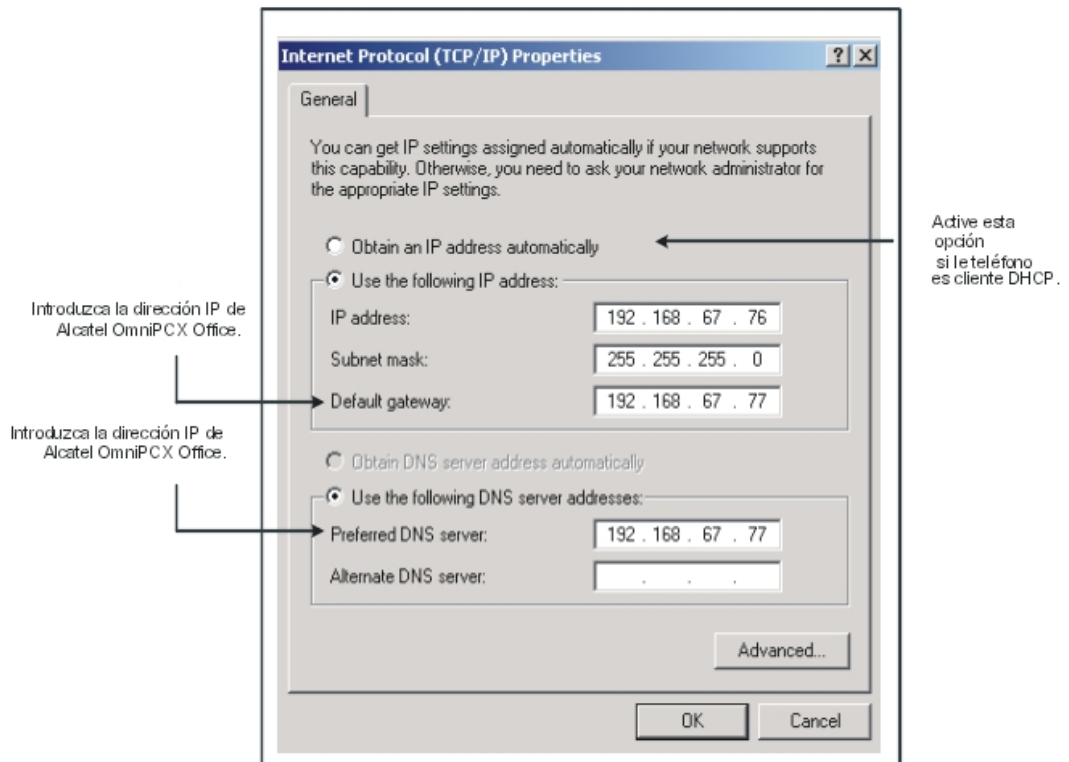 Internet Protocol (TCP/IP) Properties
General
You can get IP settings assigned automatically if your network supports
this capability. Otherwise, you need to ask your network administrator for
the appropriate IP settings.
Obtain an IP address automatically
Active esta
opción
si le teléfono
es cliente DHCP.
Use the following IP address:
Introduzca la dirección IP de
Alcatel OmniPCX Office.
IP address: 192 . 168 . 67 . 76
Subnet mask: 255 . 255 . 255 . 0
Default gateway: 192 . 168 . 67 . 77
Introduzca la dirección IP de
Alcatel OmniPCX Office.
Obtain DNS server address automatically
Use the following DNS server addresses:
Preferred DNS server: 192 . 168 . 67 . 77
Alternate DNS server: . . .
Advanced...
OK Cancel